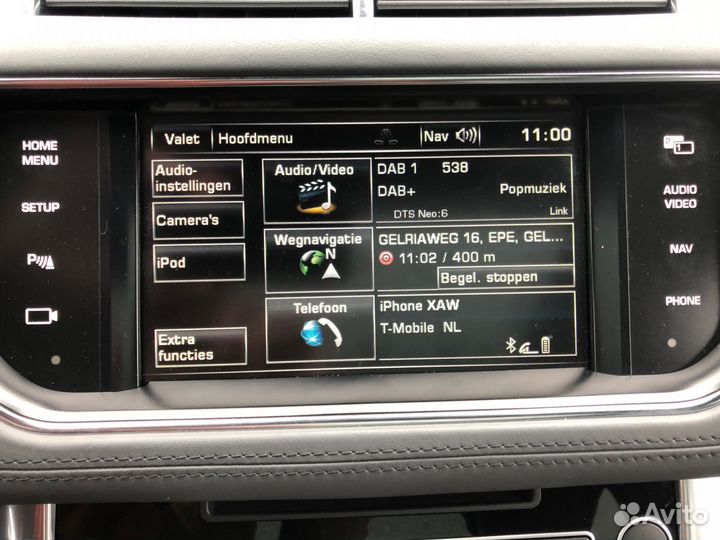 HOME
MENU
SETUP
P
Valet
Hoofdmenu
Nav
11:00
Audio-
instellingen
Camera's
iPod
Extra
functies
Audio/Video
DAB 1 538
DAB+ Popmuziek
DTS Neo:6 Link
Wegnavigatie
N
GELRIAWEG 16, EPE, GEL...
11:02 / 400 m
Begel. stoppen
Telefoon
iPhone XAW
T-Mobile NL
1
AUDIO
VIDEO
NAV
PHONE
Avito